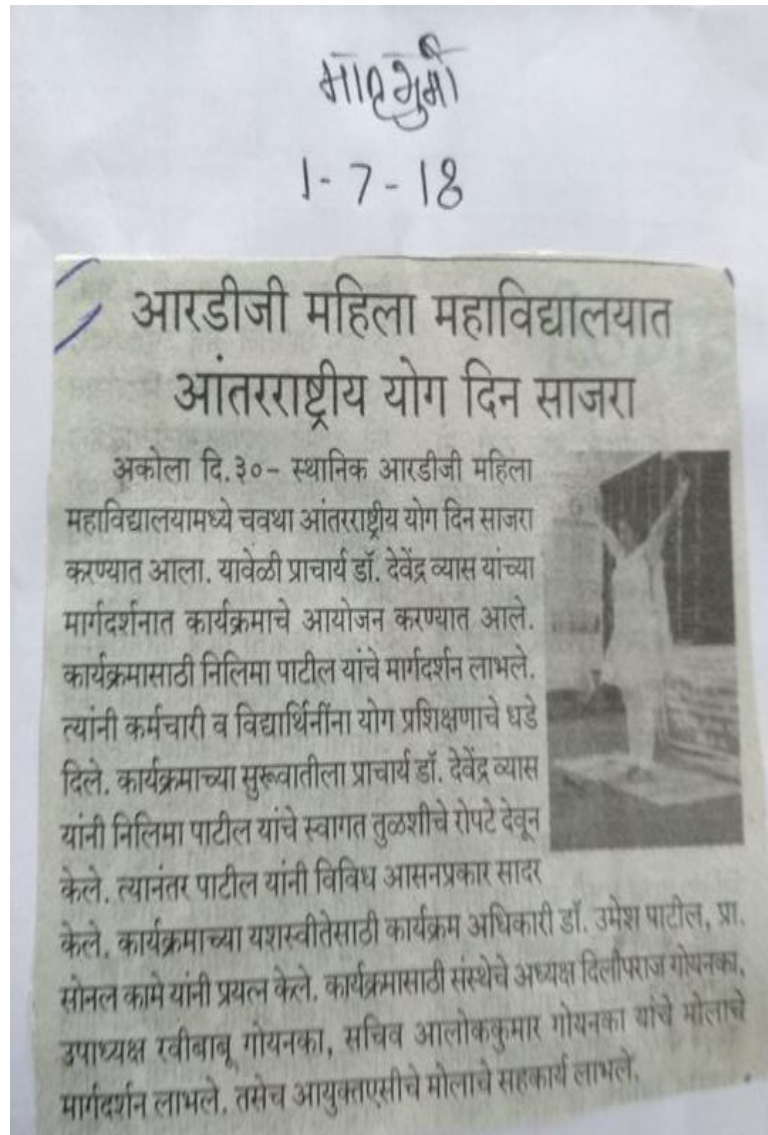 मातृभुमी
1-7-18
आरडीजी महिला महाविद्यालयात
आंतरराष्ट्रीय योग दिन साजरा
अकोला दि.३०- स्थानिक आरडीजी महिला
महाविद्यालयामध्ये चवथा आंतरराष्ट्रीय योग दिन साजरा
करण्यात आला. यावेळी प्राचार्य डॉ. देवेंद्र व्यास यांच्या
मार्गदर्शनात कार्यक्रमाचे आयोजन करण्यात आले.
कार्यक्रमासाठी निलिमा पाटील यांचे मार्गदर्शन लाभले.
त्यांनी कर्मचारी व विद्यार्थिनींना योग प्रशिक्षणाचे धडे
दिले. कार्यक्रमाच्या सुरूवातीला प्राचार्य डॉ. देवेंद्र व्यास
यांनी निलिमा पाटील यांचे स्वागत तुळशीचे रोपटे देवून
केले. त्यानंतर पाटील यांनी विविध आसनप्रकार सादर
केले. कार्यक्रमाच्या यशस्वीतेसाठी कार्यक्रम अधिकारी डॉ. उमेश पाटील, प्रा.
सोनल कामे यांनी प्रयत्न केले. कार्यक्रमासाठी संस्थेचे अध्यक्ष दिलीपराज गोयनका,
उपाध्यक्ष रवीबाबू गोयनका, सचिव आलोककुमार गोयनका यांचे मोलाचे
मार्गदर्शन लाभले. तसेच आयुक्तएसीचे मोलाचे सहकार्य लाभले.